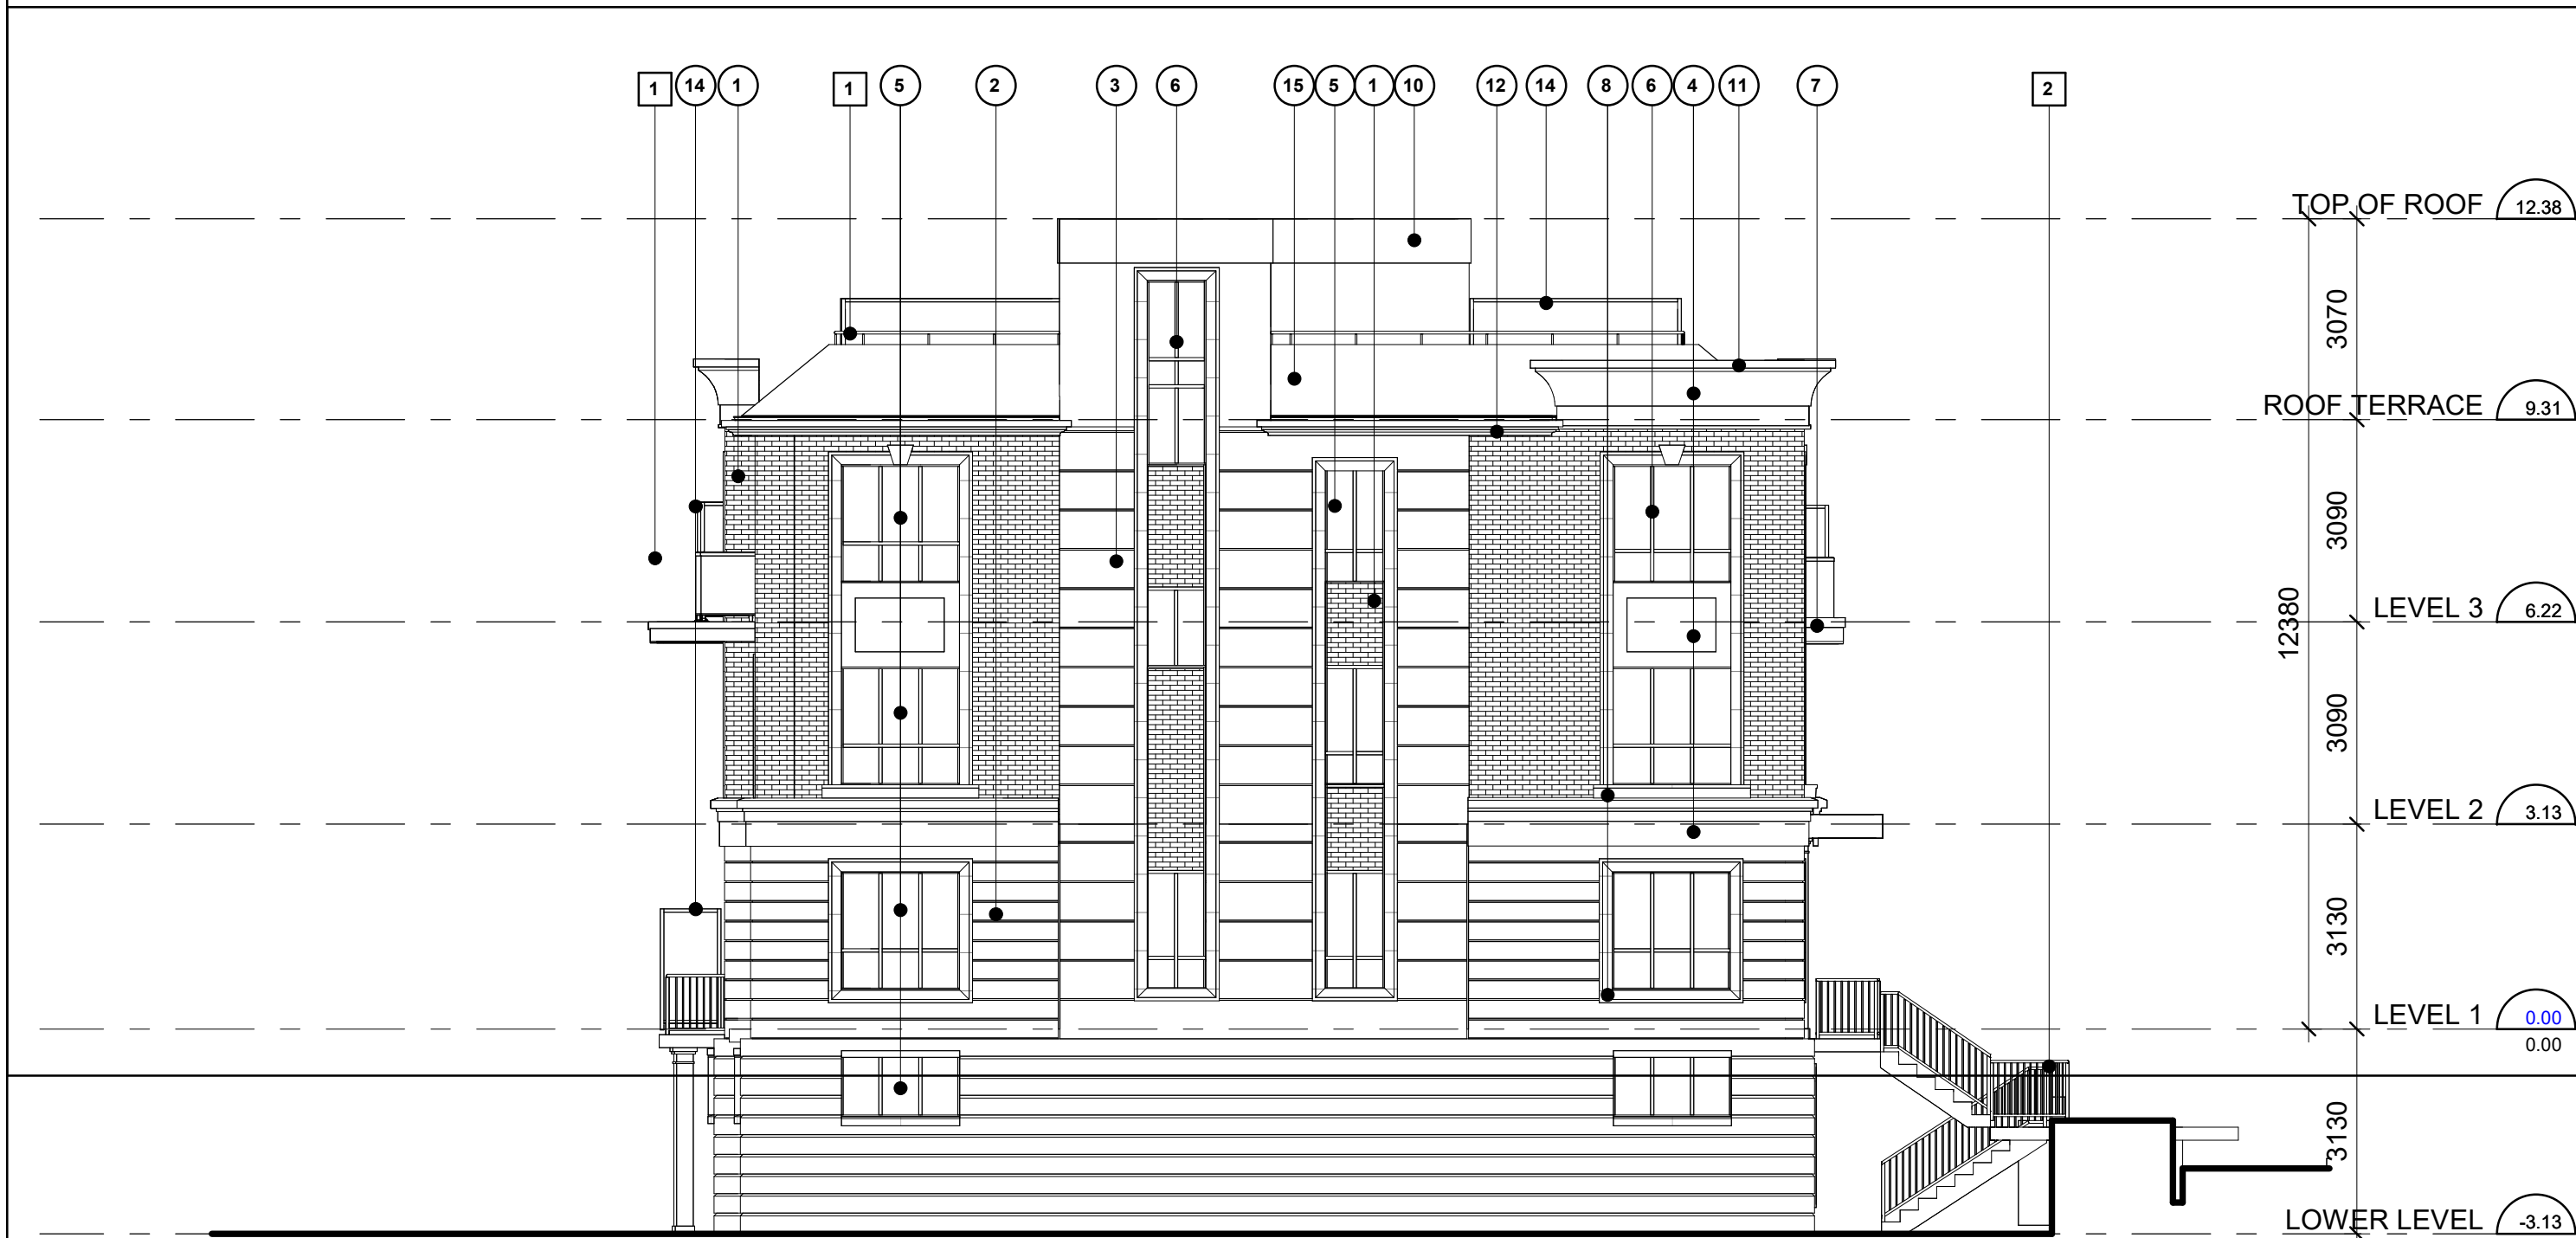 1 14 1 1 5 2 3 6 15 5 1 10 12 14 8 6 4 11 7 2
TOP OF ROOF 12.38
3070
ROOF TERRACE 9.31
3090
12380
LEVEL 3 6.22
3090
LEVEL 2 3.13
3130
LEVEL 1 0.00
0.00
3130
LOWER LEVEL -3.13